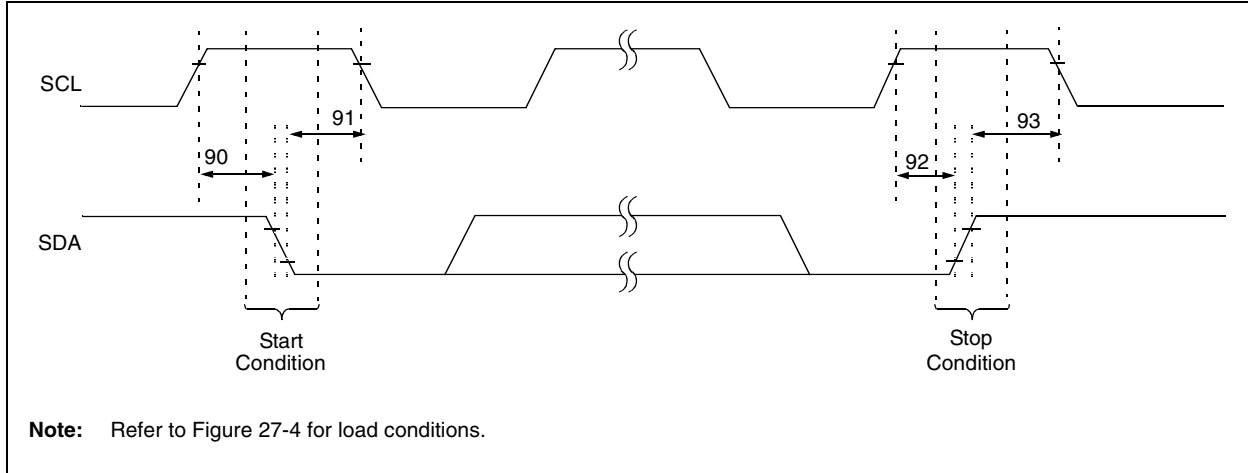 SCL
91
93
90
92
SDA
Start
Condition
Stop
Condition
Note: Refer to Figure 27-4 for load conditions.